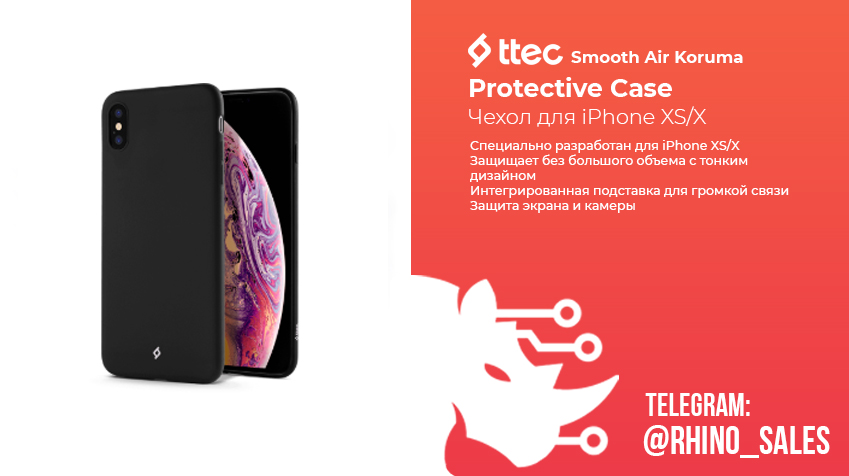 ttec Smooth Air Koruma
Protective Case
Чехол для iPhone XS/X
Специально разработан для iPhone XS/X
Защищает без большого объема с тонким
дизайном
Интегрированная подставка для громкой связи
Защита экрана и камеры
ttec
TELEGRAM:
@RHINO_SALES